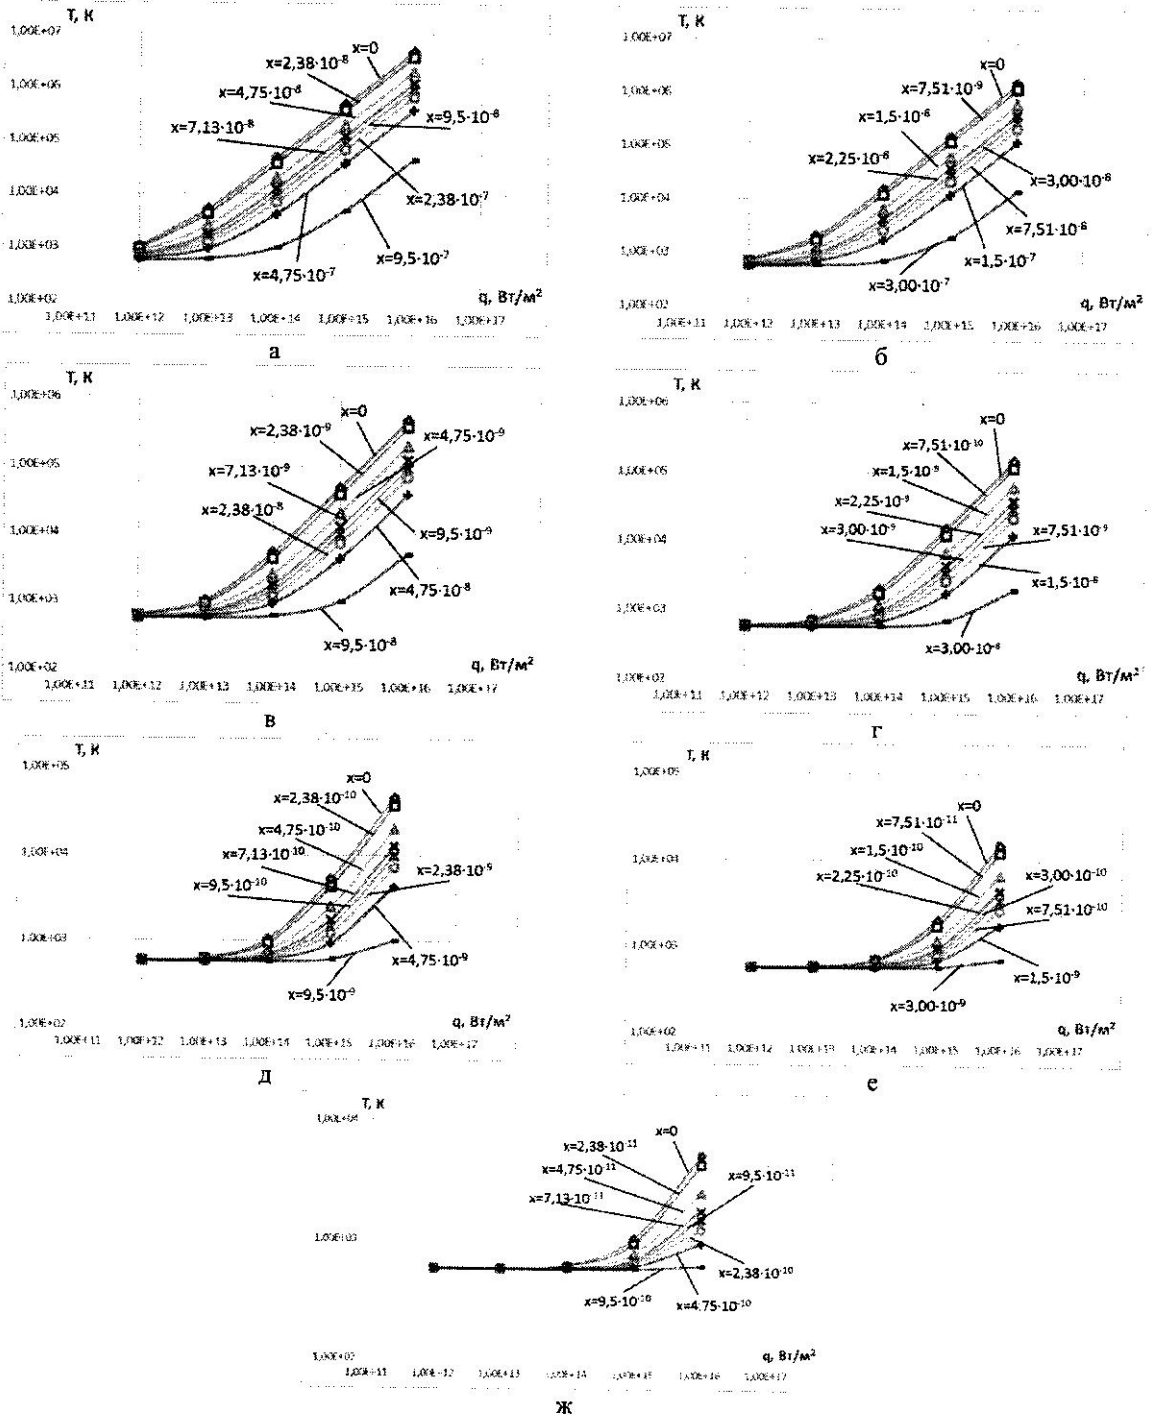 T, K
1,00E+07
1,00E+06
1,00E+05
1,00E+04
1,00E+03
1,00E+02
x=0
x=2,38·10⁻⁸
x=4,75·10⁻⁸
x=7,13·10⁻⁸
x=9,5·10⁻⁸
x=2,38·10⁻⁷
x=9,5·10⁻⁷
x=4,75·10⁻⁷
q, Вт/м²
1,00E+11 1,00E+12 1,00E+13 1,00E+14 1,00E+15 1,00E+16 1,00E+17
а
T, K
1,00E+07
1,00E+06
1,00E+05
1,00E+04
1,00E+03
1,00E+02
x=0
x=7,51·10⁻⁹
x=1,5·10⁻⁸
x=2,25·10⁻⁸
x=3,00·10⁻⁸
x=7,51·10⁻⁸
x=1,5·10⁻⁷
x=3,00·10⁻⁷
q, Вт/м²
1,00E+11 1,00E+12 1,00E+13 1,00E+14 1,00E+15 1,00E+16 1,00E+17
б
T, K
1,00E+06
1,00E+05
1,00E+04
1,00E+03
1,00E+02
x=0
x=2,38·10⁻⁹
x=4,75·10⁻⁹
x=7,13·10⁻⁹
x=2,38·10⁻⁸
x=9,5·10⁻⁹
x=4,75·10⁻⁸
x=9,5·10⁻⁸
q, Вт/м²
1,00E+11 1,00E+12 1,00E+13 1,00E+14 1,00E+15 1,00E+16 1,00E+17
в
T, K
1,00E+06
1,00E+05
1,00E+04
1,00E+03
1,00E+02
x=0
x=7,51·10⁻¹⁰
x=1,5·10⁻⁹
x=2,25·10⁻⁹
x=3,00·10⁻⁹
x=7,51·10⁻⁹
x=1,5·10⁻⁸
x=3,00·10⁻⁸
q, Вт/м²
1,00E+11 1,00E+12 1,00E+13 1,00E+14 1,00E+15 1,00E+16 1,00E+17
г
T, K
1,00E+05
1,00E+04
1,00E+03
1,00E+02
x=0
x=2,38·10⁻¹⁰
x=4,75·10⁻¹⁰
x=7,13·10⁻¹⁰
x=2,38·10⁻⁹
x=9,5·10⁻¹⁰
x=4,75·10⁻⁹
x=9,5·10⁻⁹
q, Вт/м²
1,00E+11 1,00E+12 1,00E+13 1,00E+14 1,00E+15 1,00E+16 1,00E+17
д
T, K
1,00E+05
1,00E+04
1,00E+03
1,00E+02
x=0
x=7,51·10⁻¹¹
x=1,5·10⁻¹⁰
x=2,25·10⁻¹⁰
x=3,00·10⁻¹⁰
x=7,51·10⁻¹⁰
x=1,5·10⁻⁹
x=3,00·10⁻⁹
q, Вт/м²
1,00E+11 1,00E+12 1,00E+13 1,00E+14 1,00E+15 1,00E+16 1,00E+17
е
T, K
1,00E+04
1,00E+03
1,00E+02
x=0
x=2,38·10⁻¹¹
x=4,75·10⁻¹¹
x=9,5·10⁻¹¹
x=7,13·10⁻¹¹
x=2,38·10⁻¹⁰
x=9,5·10⁻¹⁰
x=4,75·10⁻¹⁰
q, Вт/м²
1,00E+11 1,00E+12 1,00E+13 1,00E+14 1,00E+15 1,00E+16 1,00E+17
ж